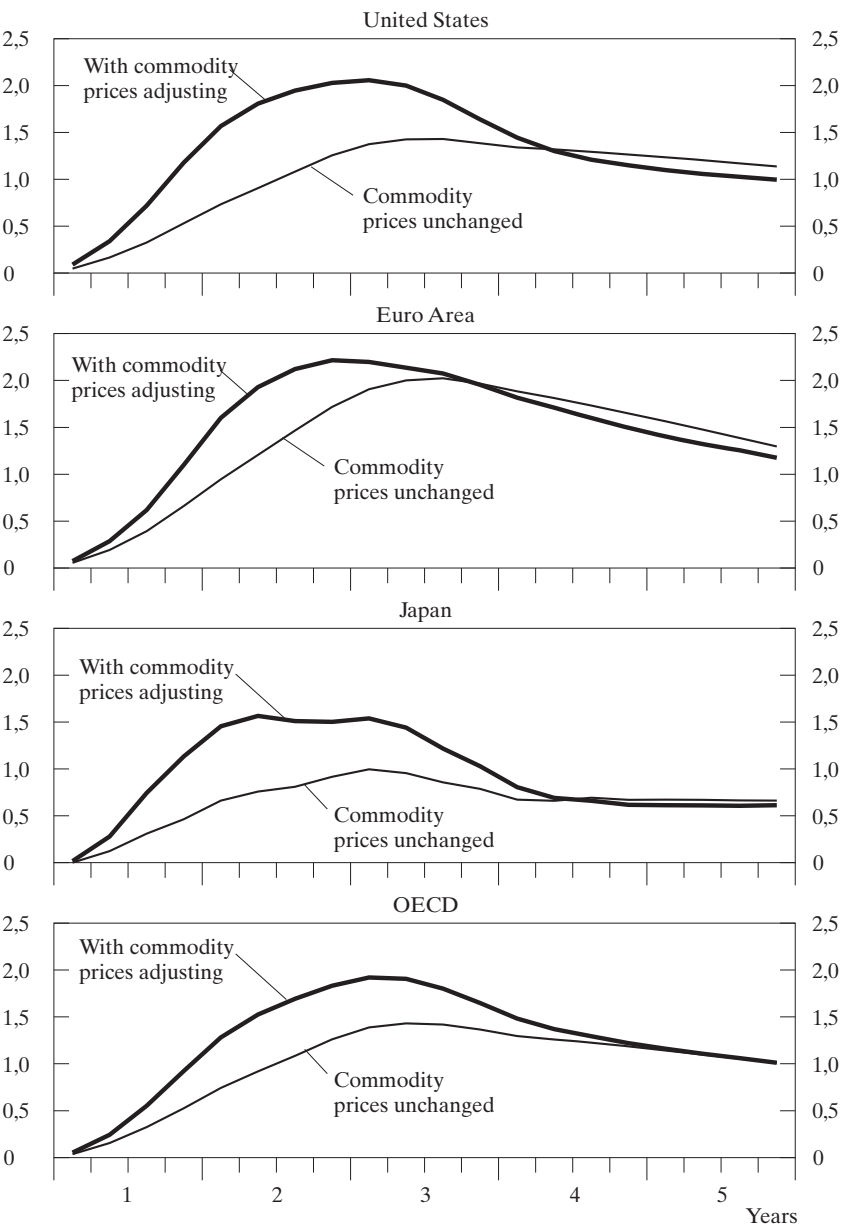 United States
2,5 2,5
With commodity
prices adjusting
2,0 2,0
1,5 1,5
1,0 1,0
Commodity
prices unchanged
0,5 0,5
0 0
Euro Area
2,5 2,5
With commodity
prices adjusting
2,0 2,0
1,5 1,5
Commodity
prices unchanged
1,0 1,0
0,5 0,5
0 0
Japan
2,5 2,5
With commodity
prices adjusting
2,0 2,0
1,5 1,5
1,0 1,0
Commodity
prices unchanged
0,5 0,5
0 0
OECD
2,5 2,5
With commodity
prices adjusting
2,0 2,0
1,5 1,5
1,0 1,0
Commodity
prices unchanged
0,5 0,5
0 0
1 2 3 4 5
Years